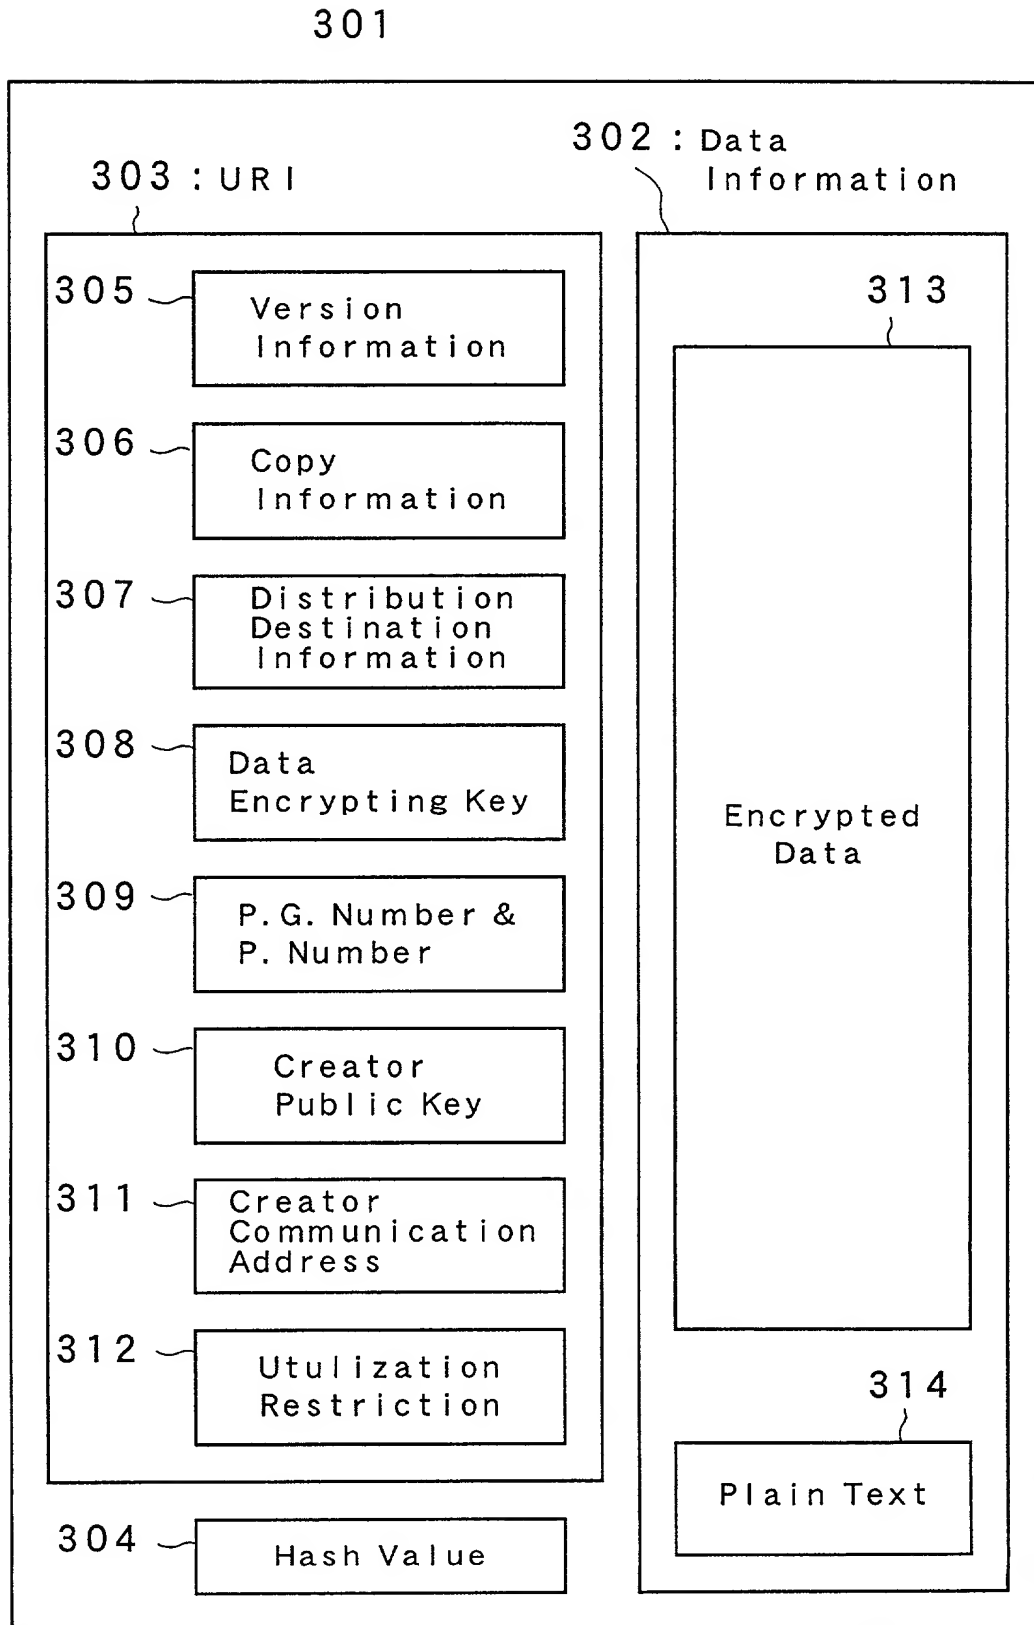 301
302 : Data
Information
303 : URI
305
Version
Information
306
Copy
Information
307
Distribution
Destination
Information
308
Data
Encrypting Key
309
P. G. Number &
P. Number
310
Creator
Public Key
311
Creator
Communication
Address
312
Utulization
Restriction
304
Hash Value
313
Encrypted
Data
314
Plain Text